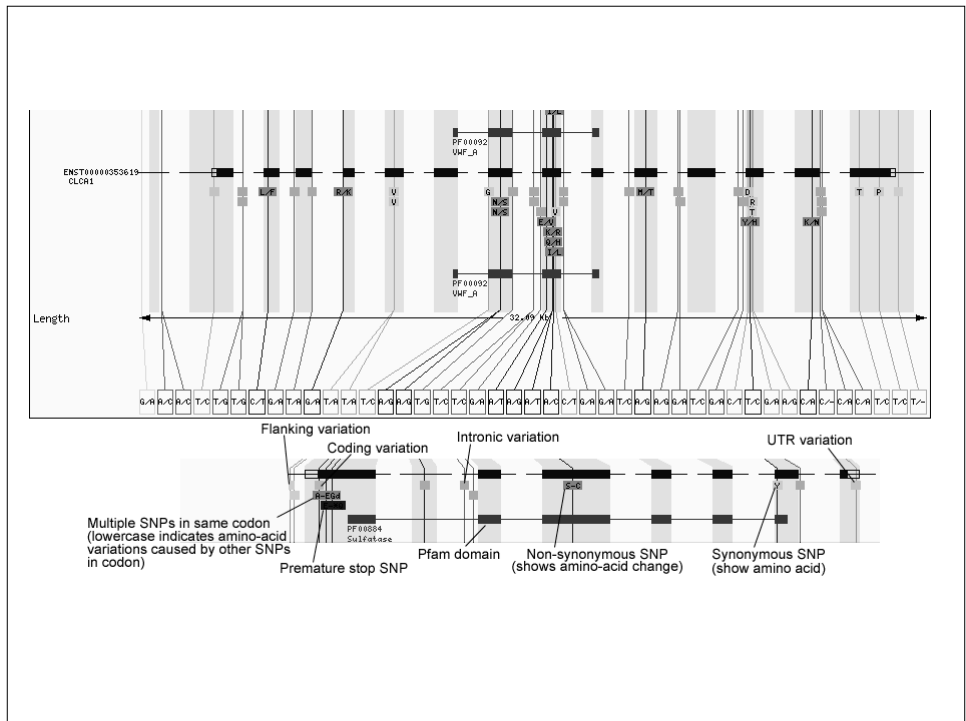 I/L
PF00092
VWF_A
ENST00000353619
CLCA1
L/F R/K V G M/T D T P
V N/S V R
N/S E/V T
K/R Y/H K/N
Q/H
I/L
PF00092
VWF_A
Length
32.09 Kb
G/A A/C A/C T/C T/G T/G C/T G/A T/A G/A T/A T/A T/C A/G A/G T/G T/C T/C G/A A/T A/G A/T A/C C/T G/A G/A T/C A/G A/G G/A T/C G/A C/T T/C G/A A/G C/A C/- C/A C/A T/C T/C T/-
Flanking variation
Coding variation
Intronic variation
UTR variation
A-EGd
S-C
Y
PF00884
Sulfatase
Multiple SNPs in same codon
(lowercase indicates amino-acid
variations caused by other SNPs
in codon)
Premature stop SNP
Pfam domain
Non-synonymous SNP
(shows amino-acid change)
Synonymous SNP
(show amino acid)